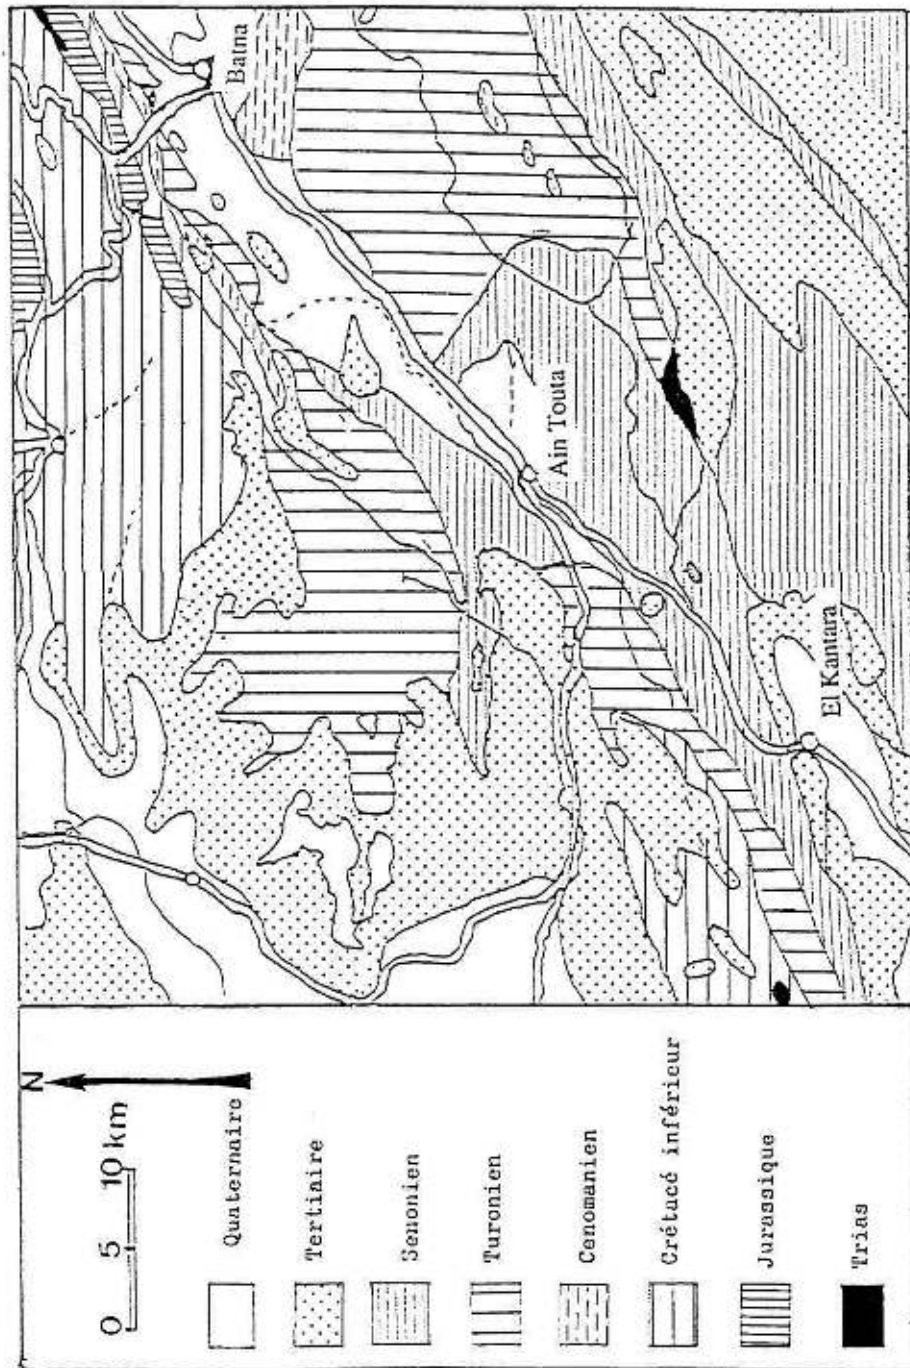 N
0 5 10 km
Quaternaire
Tertiaire
Senonien
Turonien
Cenomanien
Crétacé inférieur
Jurassique
Trias
Batna
Ain Touta
El Kantara